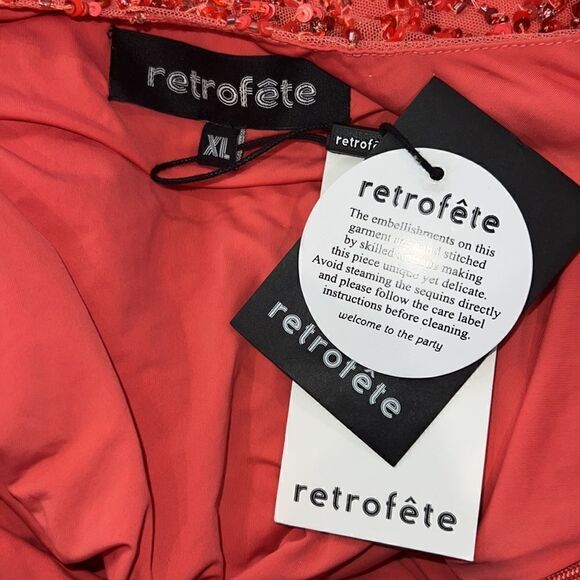 retrofête
XL
retrofê
retrofête
The embellishments on this
garment stitched
by skilled making
this piece unique yet delicate.
Avoid steaming the sequins directly
and please follow the care label
instructions before cleaning.
welcome to the party
retrofête
retrofête